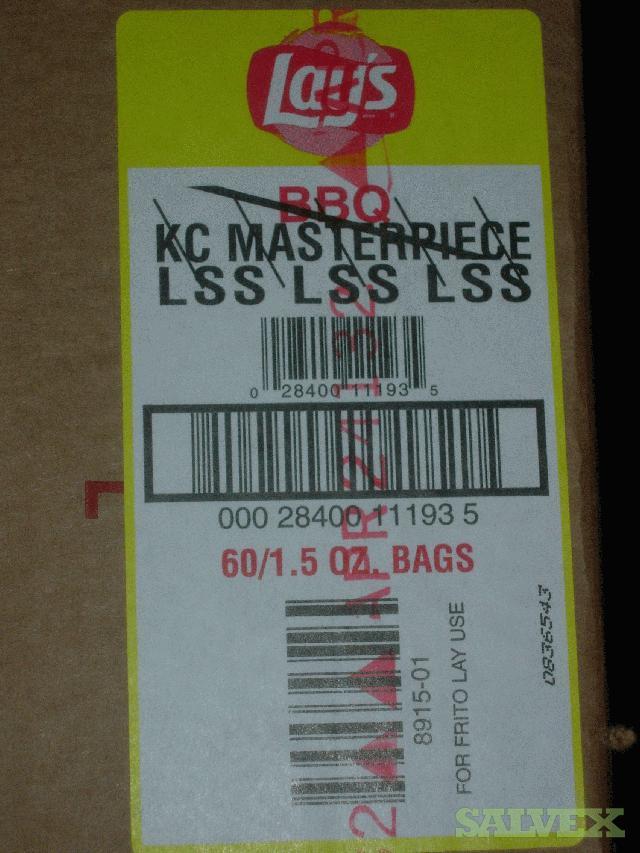 Lay's
BBQ
KC MASTERPIECE
LSS LSS LSS
0 28400 11193 5
000 28400 11193 5
60/1.5 OZ. BAGS
8915-01
FOR FRITO LAY USE
0836543
SALVEX